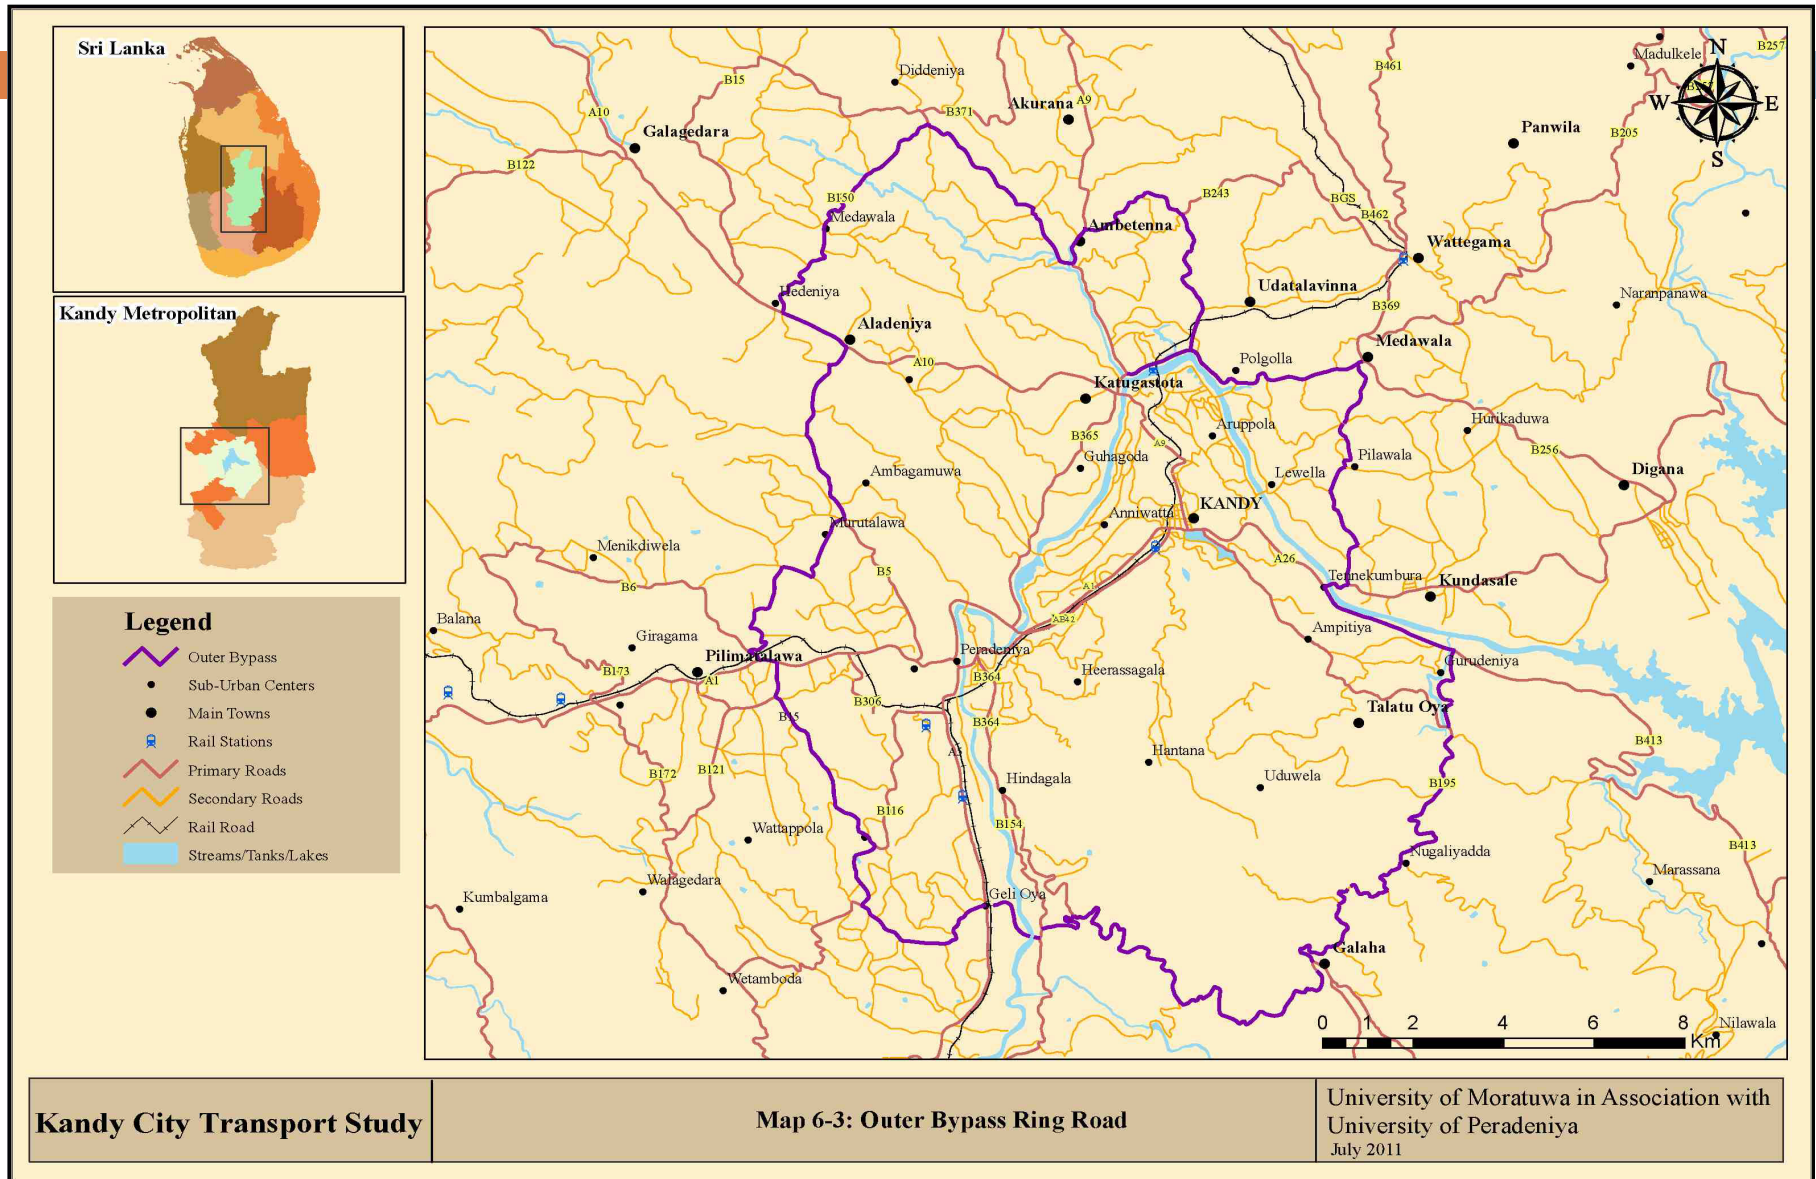 Sri Lanka
Kandy Metropolitan
Legend
Outer Bypass
Sub-Urban Centers
Main Towns
Rail Stations
Primary Roads
Secondary Roads
Rail Road
Streams/Tanks/Lakes
N
W
E
S
Madulkele
B257
B461
B15
Diddeniya
Akurana
A9
A10
B371
Galagedara
Panwila
B205
B122
B150
Medawala
B243
BGS
B462
Ambetenna
Wattegama
Hedeniya
Udatalavinna
Naranpanawa
B369
Aladeniya
Medawala
A10
Polgolla
Katugastota
Hurikaduwa
Aruppola
B365
A9
B256
Guhagoda
Pilawala
Digana
Ambagamuwa
Lewella
KANDY
Anniwatta
Murutalawa
Menikdiwela
A26
B5
Tennekumbura
Kundasale
B6
A1
Balana
AB42
Ampitiya
Giragama
Pilimatalawa
Peradeniya
Gurudeniya
B173
A1
Heerassagala
B364
B306
Talatu Oya
B15
B364
A5
Hantana
B413
B172
B121
Hindagala
Uduwela
B195
B116
Wattappola
B154
B413
Nugaliyadda
Walagedara
Marassana
Kumbalgama
Geli Oya
Galaha
Wetamboda
Nilawala
0 1 2 4 6 8
Km
Kandy City Transport Study
Map 6-3: Outer Bypass Ring Road
University of Moratuwa in Association with
University of Peradeniya
July 2011